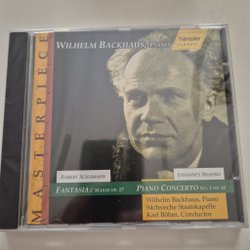 WILHELM BACKHAUS, PIANO
hänssler
CLASSIC
MASTERPIECE
ROBERT SCHUMANN
JOHANNES BRAHMS
FANTASIA C MAJOR OP. 17
PIANO CONCERTO NO. 2 OP. 83
Wilhelm Backhaus, Piano
Sächsische Staatskapelle
Karl Böhm, Conductor